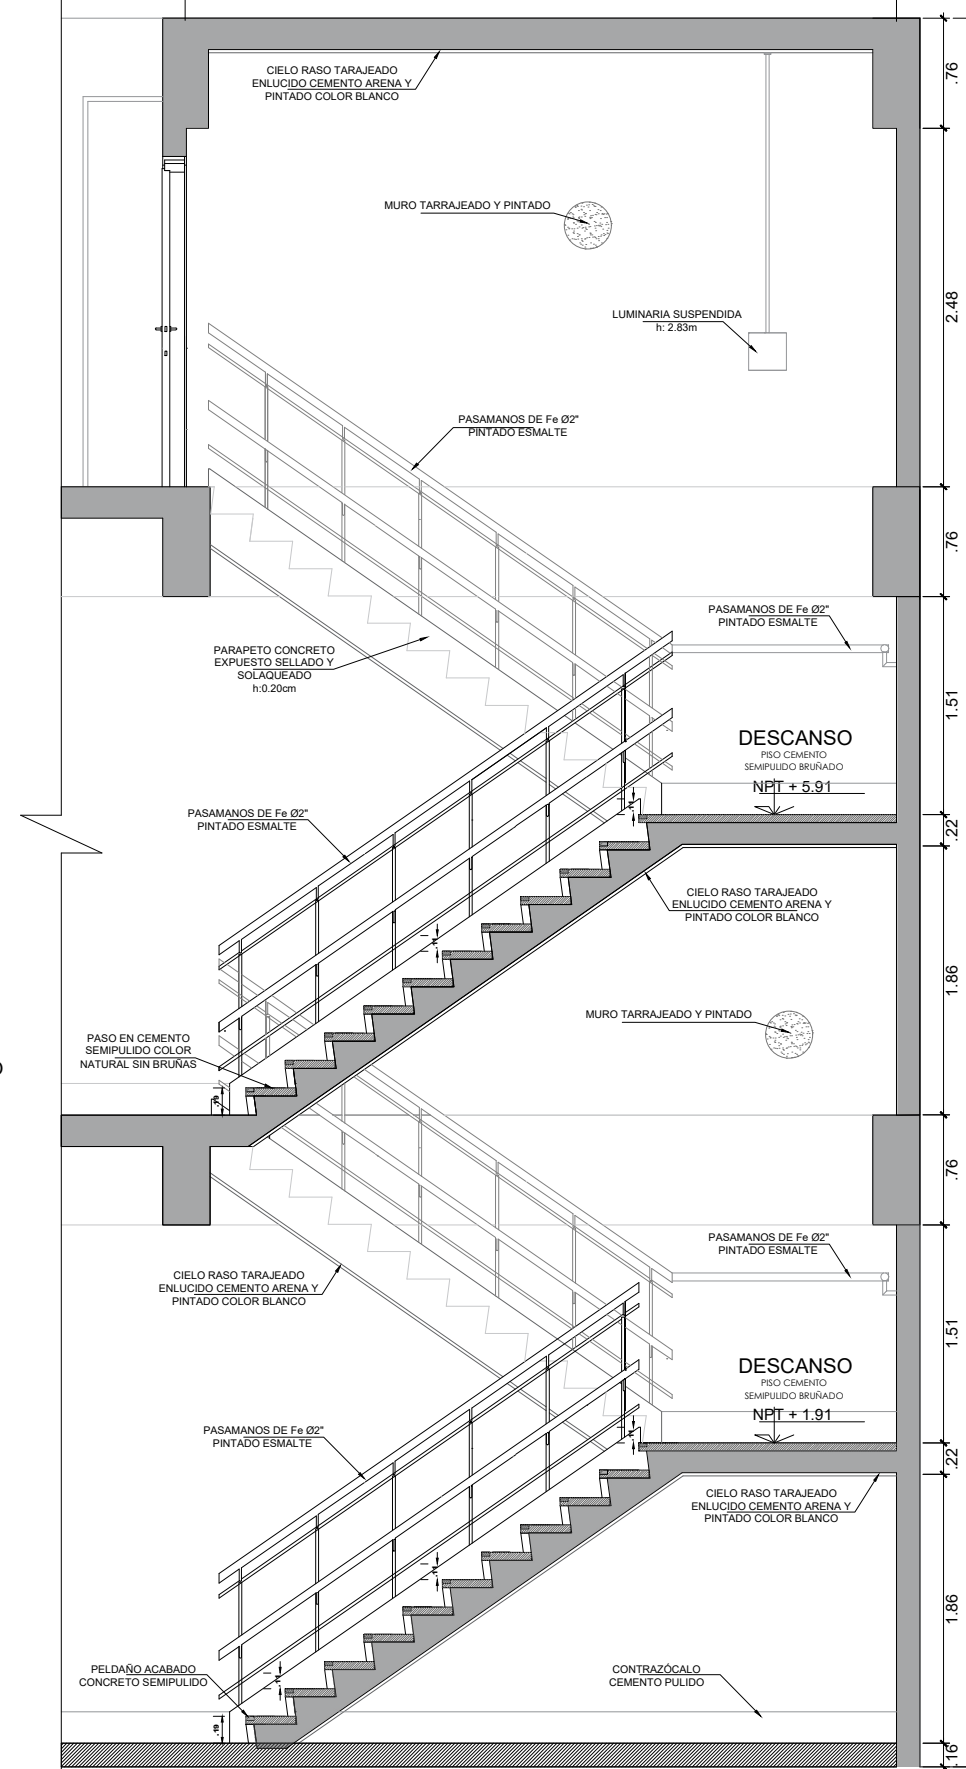 CIELO RASO TARAJEADO
ENLUCIDO CEMENTO ARENA Y
PINTADO COLOR BLANCO
.76
MURO TARRAJEADO Y PINTADO
LUMINARIA SUSPENDIDA
h: 2.83m
2.48
PASAMANOS DE Fe Ø2"
PINTADO ESMALTE
.76
PASAMANOS DE Fe Ø2"
PINTADO ESMALTE
PARAPETO CONCRETO
EXPUESTO SELLADO Y
SOLAQUEADO
h:0.20cm
1.51
DESCANSO
PISO CEMENTO
SEMIPULIDO BRUÑADO
NPT + 5.91
PASAMANOS DE Fe Ø2"
PINTADO ESMALTE
.22
CIELO RASO TARAJEADO
ENLUCIDO CEMENTO ARENA Y
PINTADO COLOR BLANCO
1.86
MURO TARRAJEADO Y PINTADO
PASO EN CEMENTO
SEMIPULIDO COLOR
NATURAL SIN BRUÑAS
.19
.76
PASAMANOS DE Fe Ø2"
PINTADO ESMALTE
CIELO RASO TARAJEADO
ENLUCIDO CEMENTO ARENA Y
PINTADO COLOR BLANCO
1.51
DESCANSO
PISO CEMENTO
SEMIPULIDO BRUÑADO
NPT + 1.91
PASAMANOS DE Fe Ø2"
PINTADO ESMALTE
.22
CIELO RASO TARAJEADO
ENLUCIDO CEMENTO ARENA Y
PINTADO COLOR BLANCO
1.86
PELDAÑO ACABADO
CONCRETO SEMIPULIDO
CONTRAZÓCALO
CEMENTO PULIDO
.19
.16